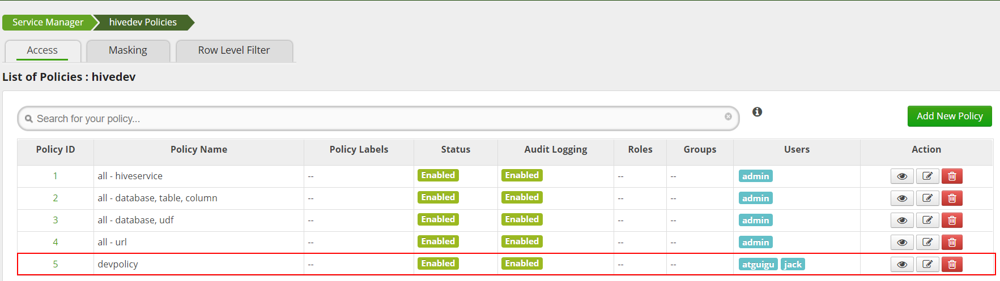 Service Manager hivedev Policies
Access Masking Row Level Filter
List of Policies : hivedev
Search for your policy... Add New Policy
Policy ID Policy Name Policy Labels Status Audit Logging Roles Groups Users Action
1 all - hiveservice -- Enabled Enabled -- -- admin
2 all - database, table, column -- Enabled Enabled -- -- admin
3 all - database, udf -- Enabled Enabled -- -- admin
4 all - url -- Enabled Enabled -- -- admin
5 devpolicy -- Enabled Enabled -- -- atguigu jack